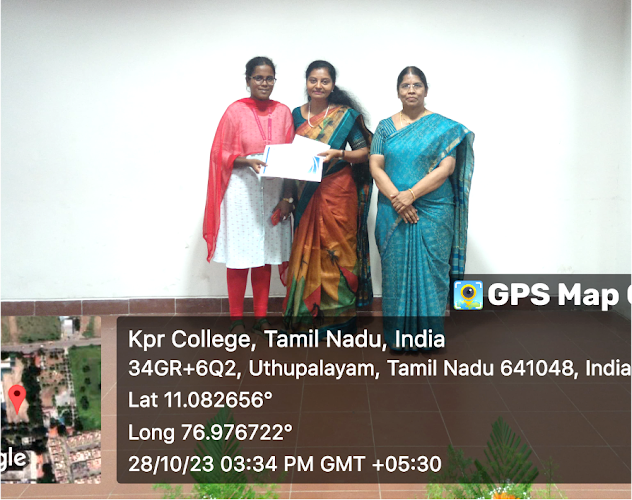 GPS Map
Kpr College, Tamil Nadu, India
34GR+6Q2, Uthupalayam, Tamil Nadu 641048, India
Lat 11.082656°
Long 76.976722°
28/10/23 03:34 PM GMT +05:30
gle